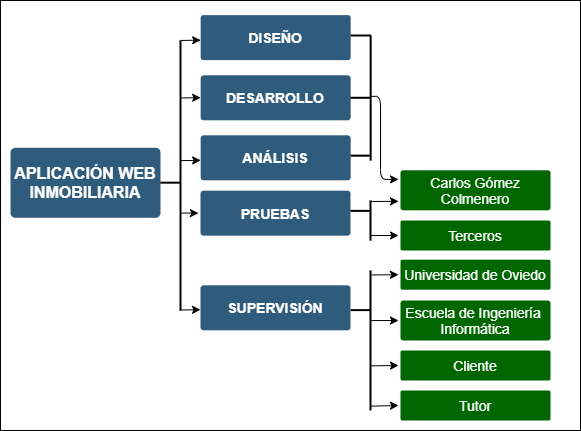 DISEÑO
DESARROLLO
ANÁLISIS
APLICACIÓN WEB
INMOBILIARIA
PRUEBAS
SUPERVISIÓN
Carlos Gómez
Colmenero
Terceros
Universidad de Oviedo
Escuela de Ingeniería
Informática
Cliente
Tutor